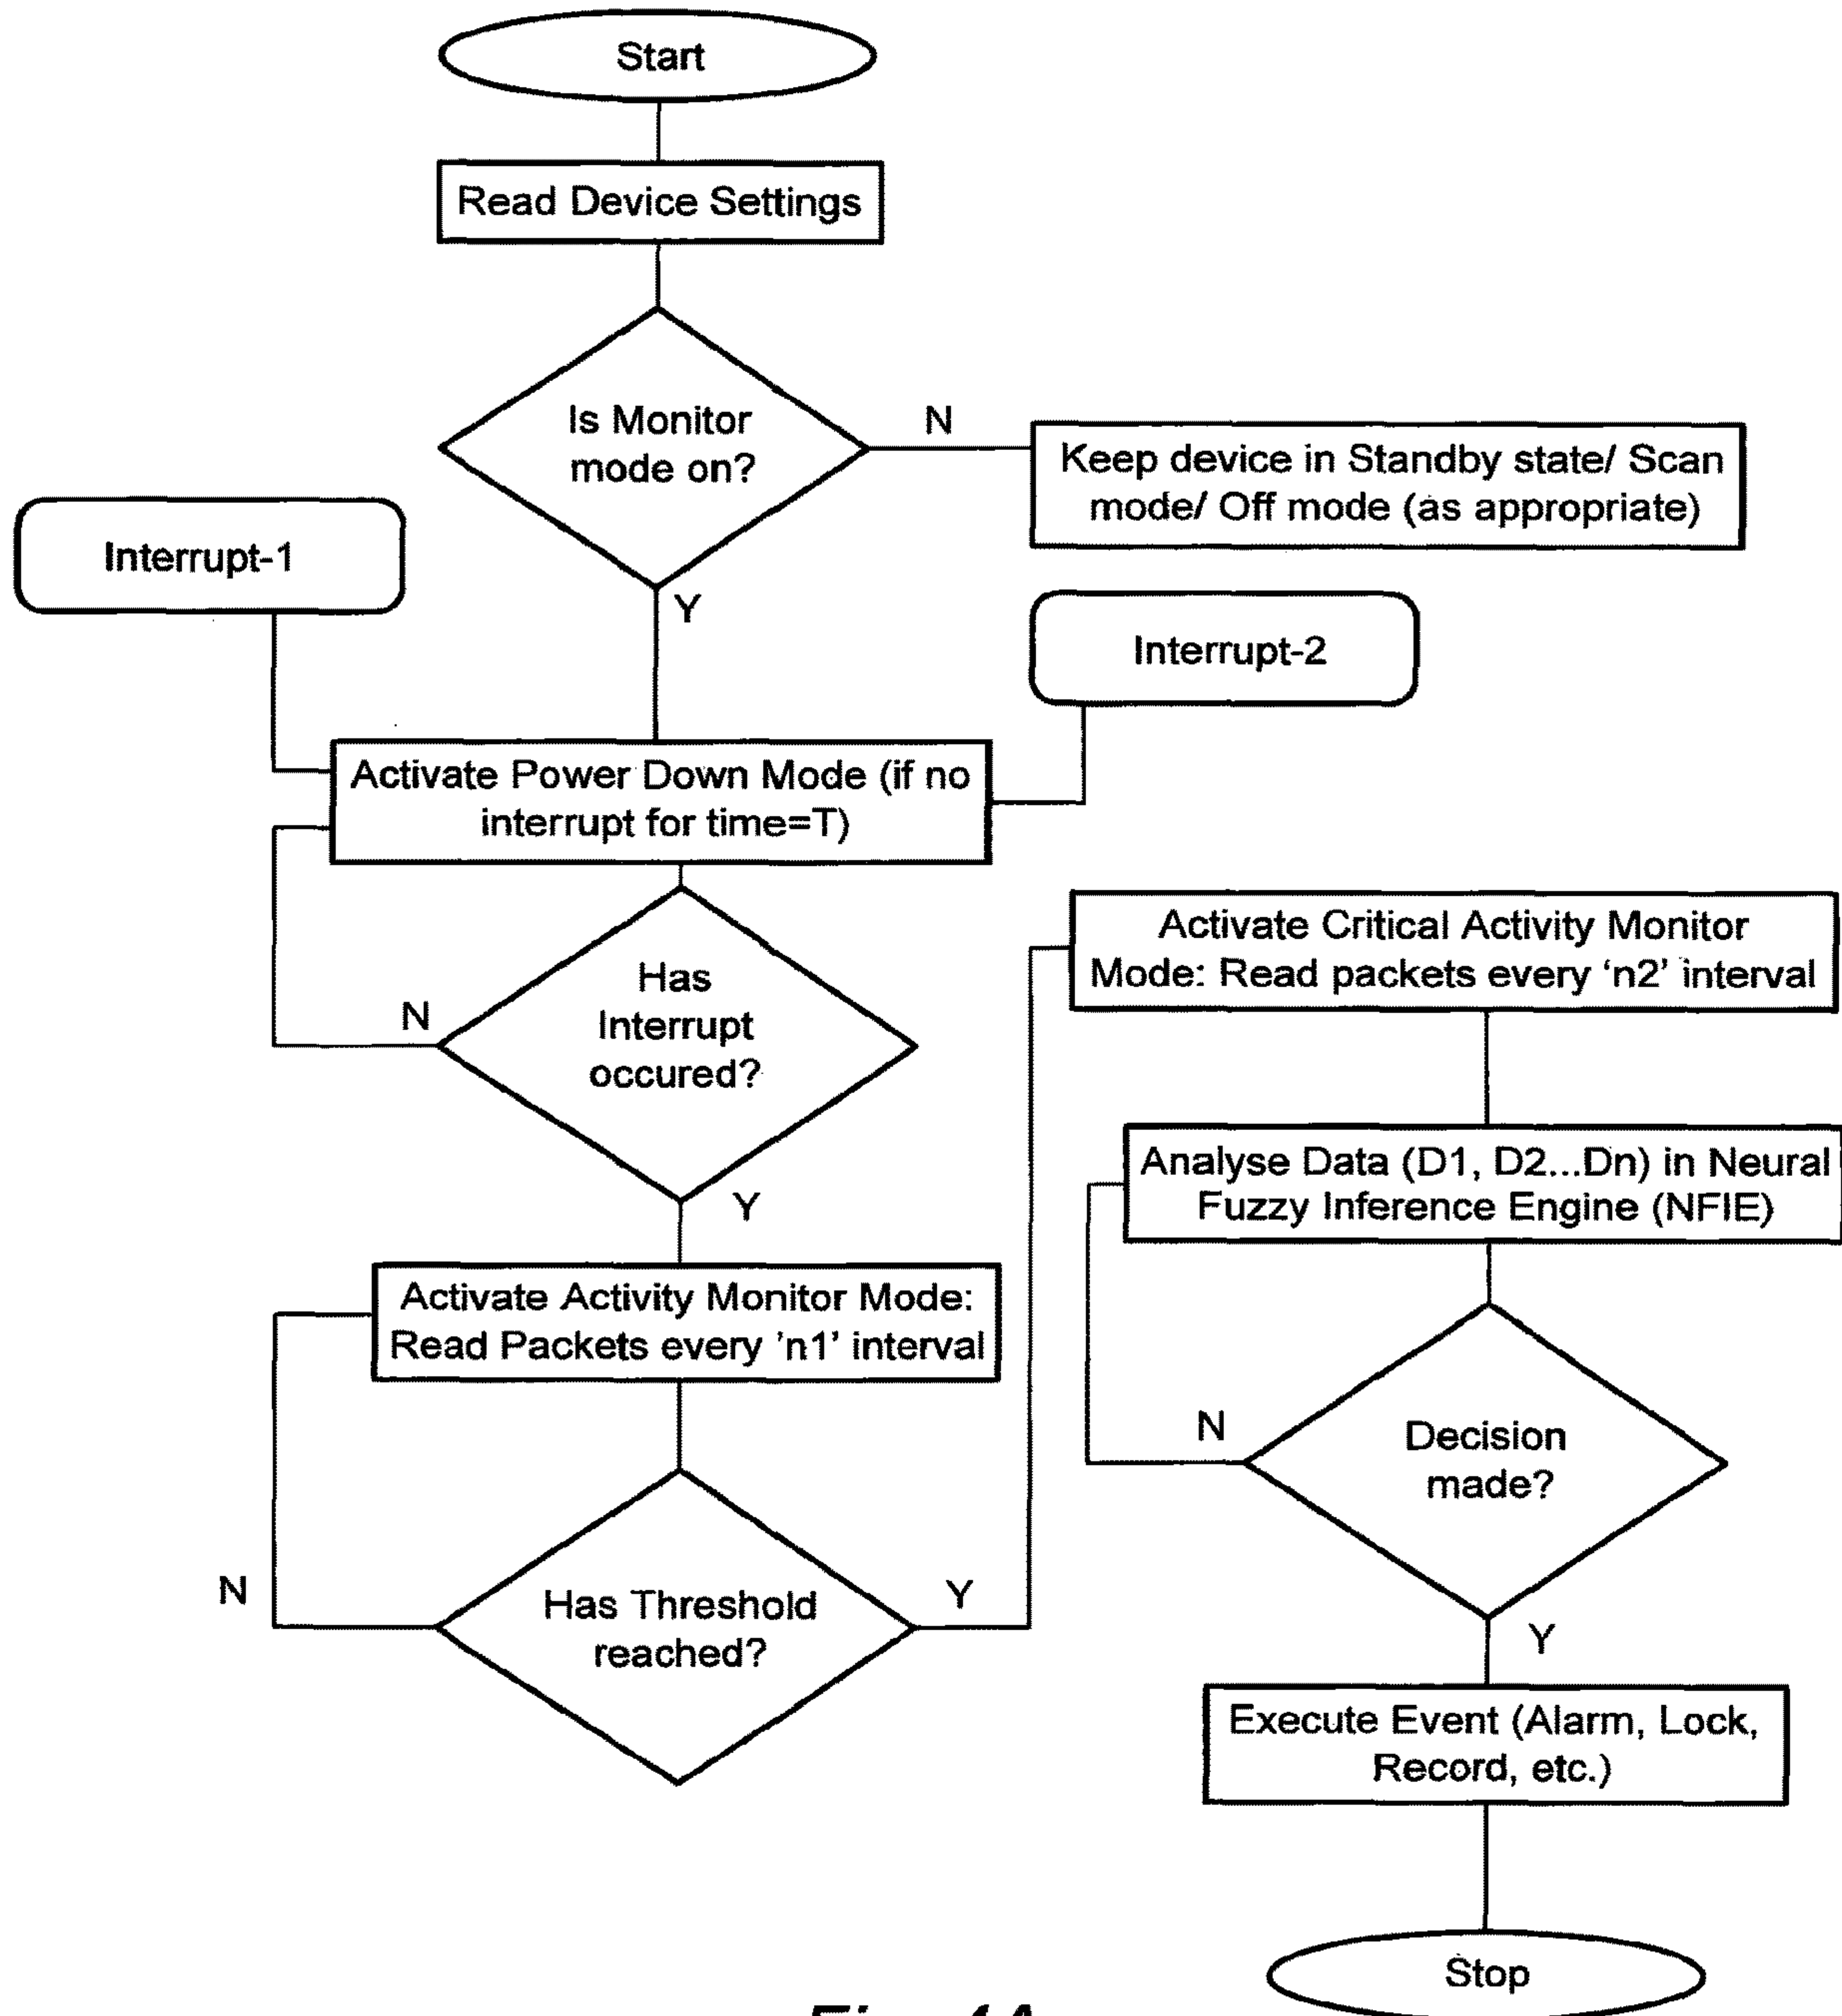 Start
Read Device Settings
Is Monitor
mode on?
N
Keep device in Standby state/ Scan
mode/ Off mode (as appropriate)
Interrupt-1
Y
Interrupt-2
Activate Power Down Mode (if no
interrupt for time=T)
Has
Interrupt
occured?
N
Y
Activate Activity Monitor Mode:
Read Packets every 'n1' interval
Has Threshold
reached?
N
Y
Activate Critical Activity Monitor
Mode: Read packets every 'n2' interval
Analyse Data (D1, D2...Dn) in Neural
Fuzzy Inference Engine (NFIE)
Decision
made?
N
Y
Execute Event (Alarm, Lock,
Record, etc.)
Stop
Fig. 4A